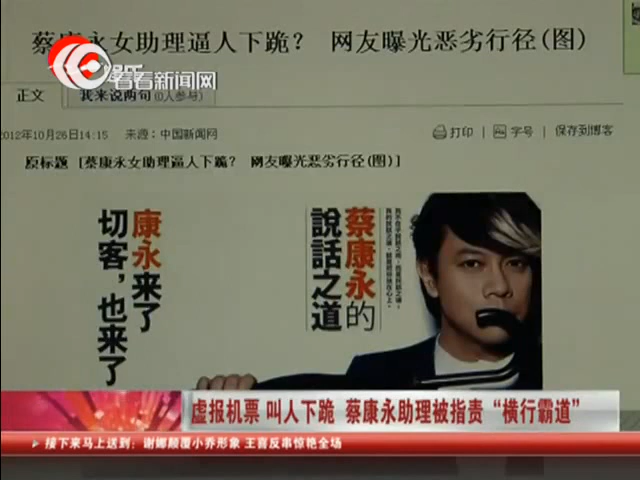 蔡康永女助理逼人下跪？ 网友曝光恶劣行径(图)
看看新闻网
正文 我来说两句(0人参与)
2012年10月26日14:15 来源：中国新闻网 打印 | 字号 | 保存到博客
原标题 [蔡康永女助理逼人下跪？ 网友曝光恶劣行径(图)]
康永来了
切客，也来了
蔡康永的
說話之道
虚报机票 叫人下跪 蔡康永助理被指责“横行霸道”
接下来马上送到：谢娜颠覆小乔形象 王喜反串惊艳全场